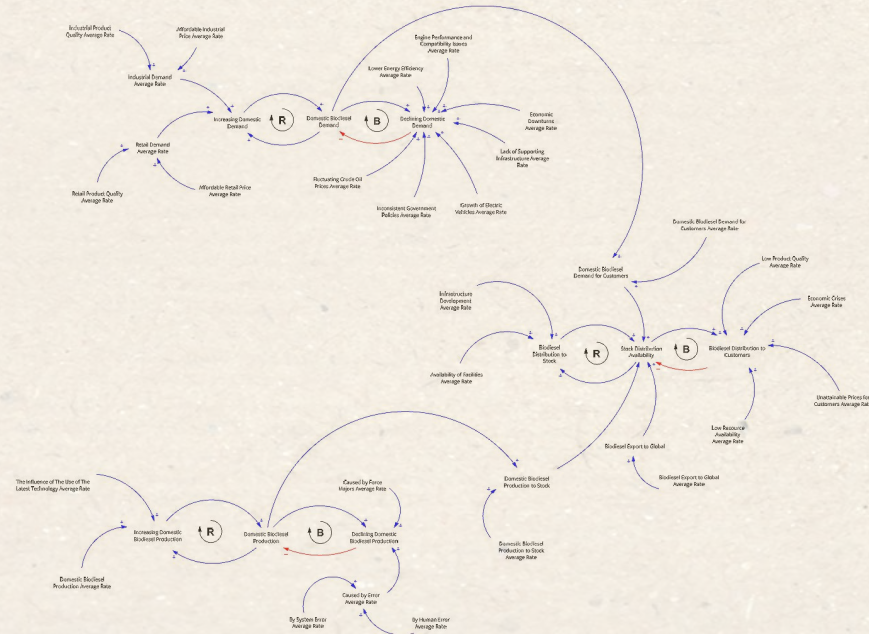 Industrial Product
Quality Average Rate
Affordable Industrial
Price Average Rate
Industrial Demand
Average Rate
Increasing Domestic
Demand
R
Domestic Biodiesel
Demand
B
Declining Domestic
Demand
Engine Performance and
Compatibility Issues
Average Rate
Lower Energy Efficiency
Average Rate
Economic
Downturns
Average Rate
Lack of Supporting
Infrastructure Average
Rate
Retail Demand
Average Rate
Retail Product Quality
Average Rate
Affordable Retail Price
Average Rate
Fluctuating Crude Oil
Prices Average Rate
Inconsistent Government
Policies Average Rate
Growth of Electric
Vehicles Average Rate
Domestic Biodiesel Demand for
Customers Average Rate
Domestic Biodiesel
Demand for Customers
Low Product Quality
Average Rate
Economic Crises
Average Rate
Infrastructure
Development
Average Rate
Biodiesel
Distribution to
Stock
R
Stock Distribution
Availability
B
Biodiesel Distribution to
Customers
Availability of Facilities
Average Rate
Unattainable Prices for
Customers Average Rate
Low Resource
Availability
Average Rate
Biodiesel Export to Global
Biodiesel Export to Global
Average Rate
Domestic Biodiesel
Production to Stock
Domestic Biodiesel
Production to Stock
Average Rate
The Influence of The Use of The
Latest Technology Average Rate
Increasing Domestic
Biodiesel Production
R
Domestic Biodiesel
Production
B
Declining Domestic
Biodiesel Production
Caused by Force
Majors Average Rate
Domestic Biodiesel
Production Average Rate
Caused by Error
Average Rate
By System Error
Average Rate
By Human Error